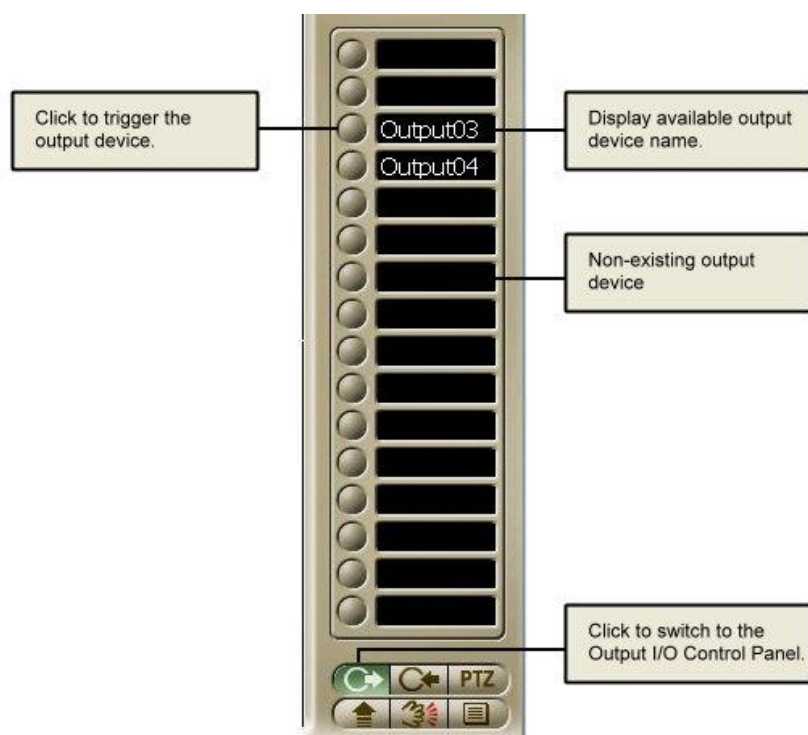 Click to trigger the
output device.
Output03
Display available output
device name.
Output04
Non-existing output
device
Click to switch to the
Output I/O Control Panel.
PTZ